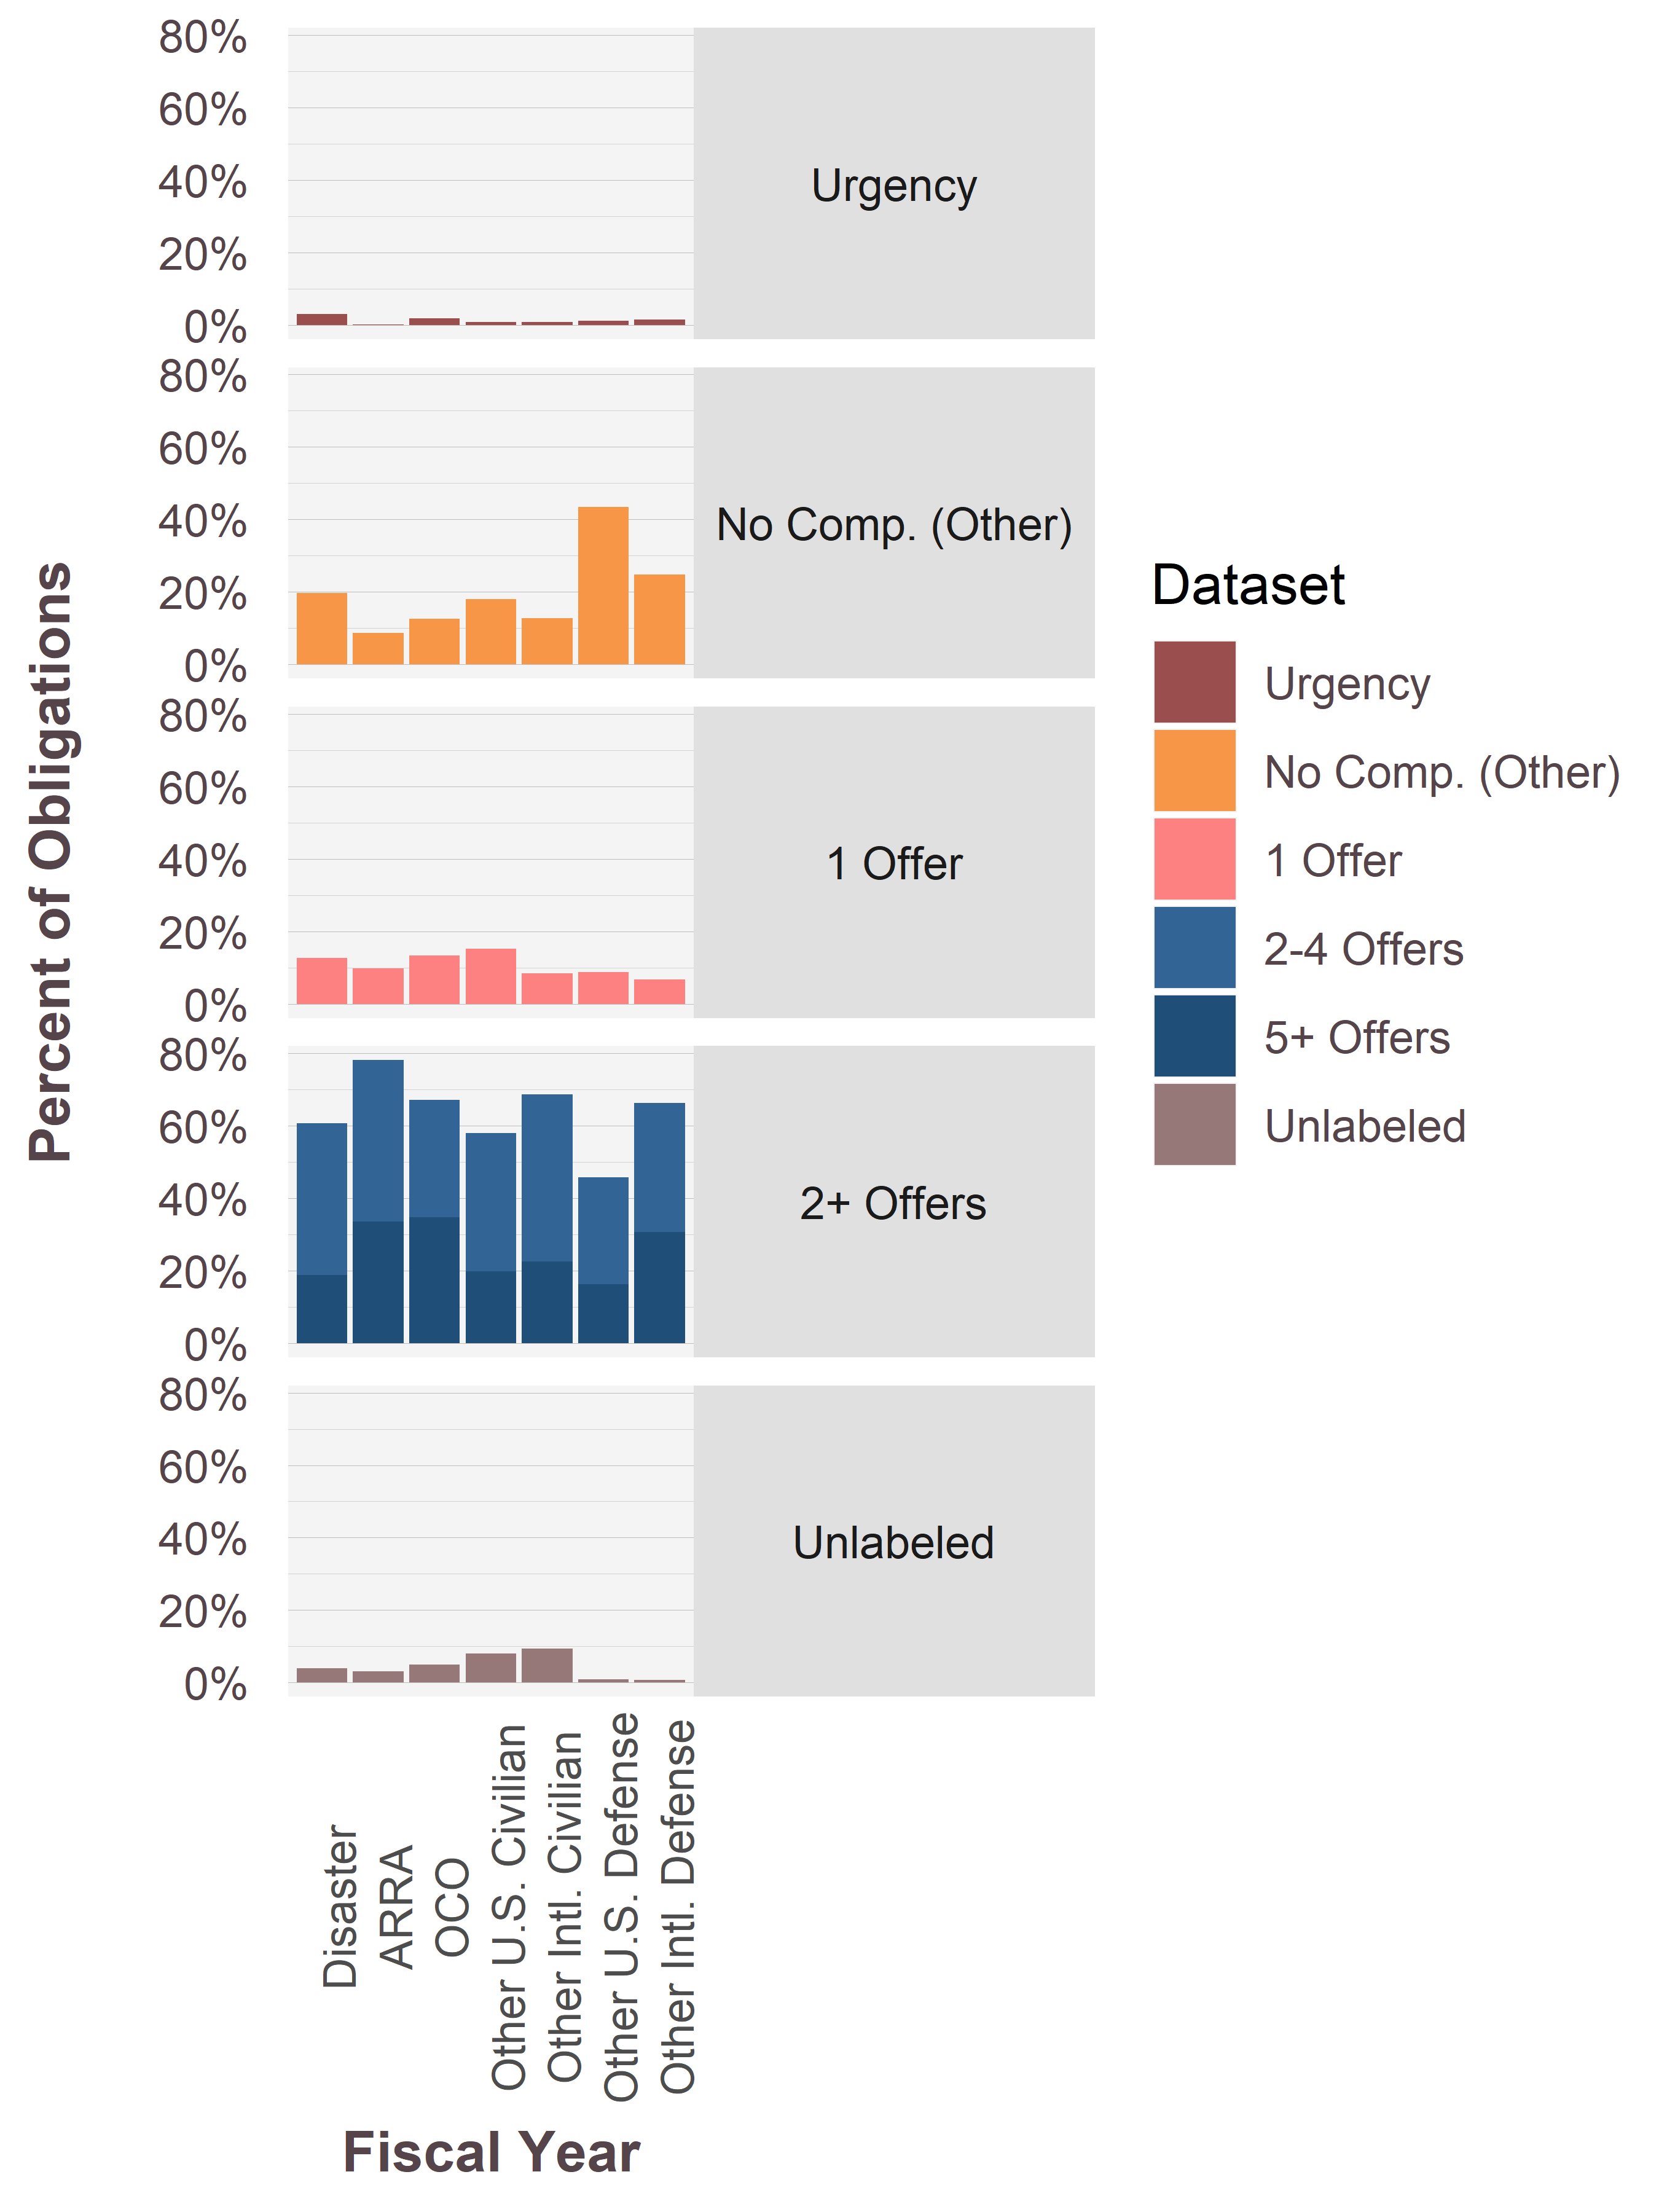 80%
60%
40%
20%
0%
Urgency
80%
60%
40%
20%
0%
No Comp. (Other)
80%
60%
40%
20%
0%
1 Offer
80%
60%
40%
20%
0%
2+ Offers
80%
60%
40%
20%
0%
Unlabeled
Percent of Obligations
Disaster
ARRA
OCO
Other U.S. Civilian
Other Intl. Civilian
Other U.S. Defense
Other Intl. Defense
Fiscal Year
Dataset
Urgency
No Comp. (Other)
1 Offer
2-4 Offers
5+ Offers
Unlabeled